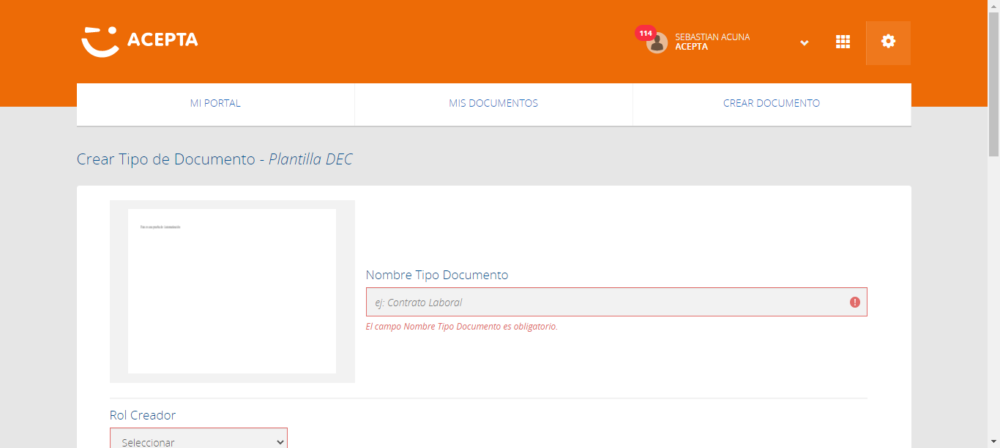 ACEPTA
114
SEBASTIAN ACUNA
ACEPTA
MI PORTAL
MIS DOCUMENTOS
CREAR DOCUMENTO
Crear Tipo de Documento - Plantilla DEC
Nombre Tipo Documento
ej: Contrato Laboral
El campo Nombre Tipo Documento es obligatorio.
Rol Creador
Seleccionar